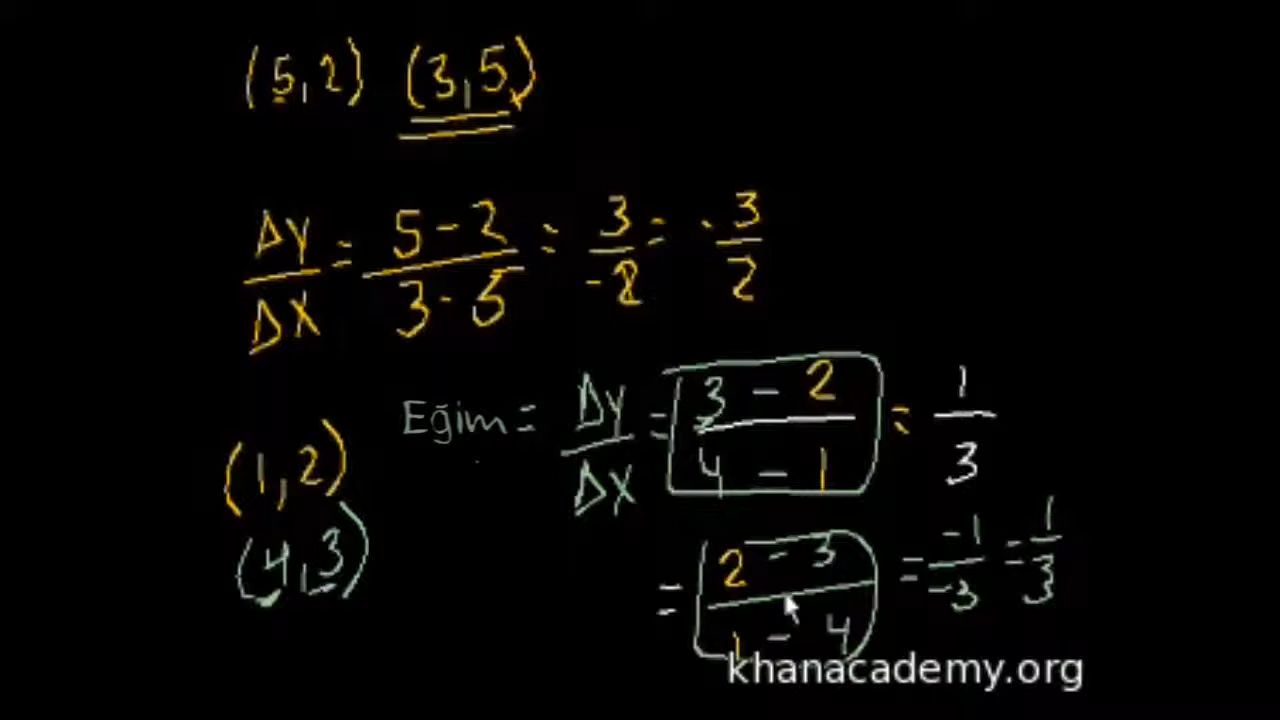 (5,2) (3,5)
ΔY/ΔX = 5-2/3-5 = 3/-2 = -3/2
Eğim = ΔY/ΔX = 3-2/4-1 = 1/3
(1,2)
(4,3)
= 2-3/1-4 = -1/-3 = 1/3
khanacademy.org